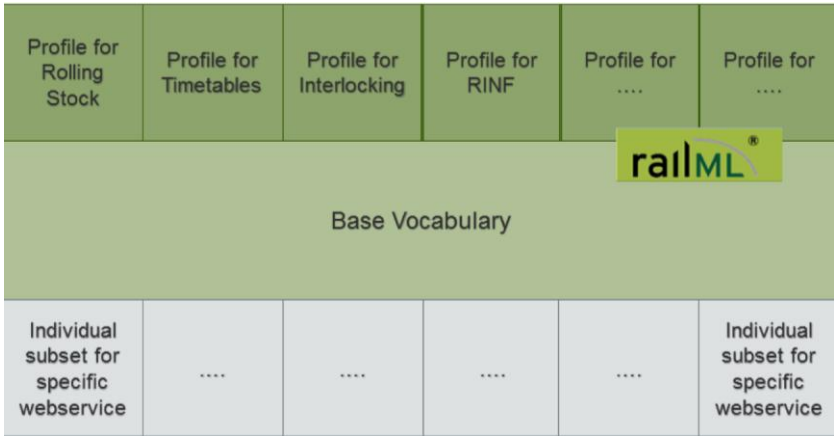 Profile for
Rolling
Stock
Profile for
Timetables
Profile for
Interlocking
Profile for
RINF
Profile for
....
Profile for
....
railML®
Base Vocabulary
Individual
subset for
specific
webservice
....
....
....
....
Individual
subset for
specific
webservice